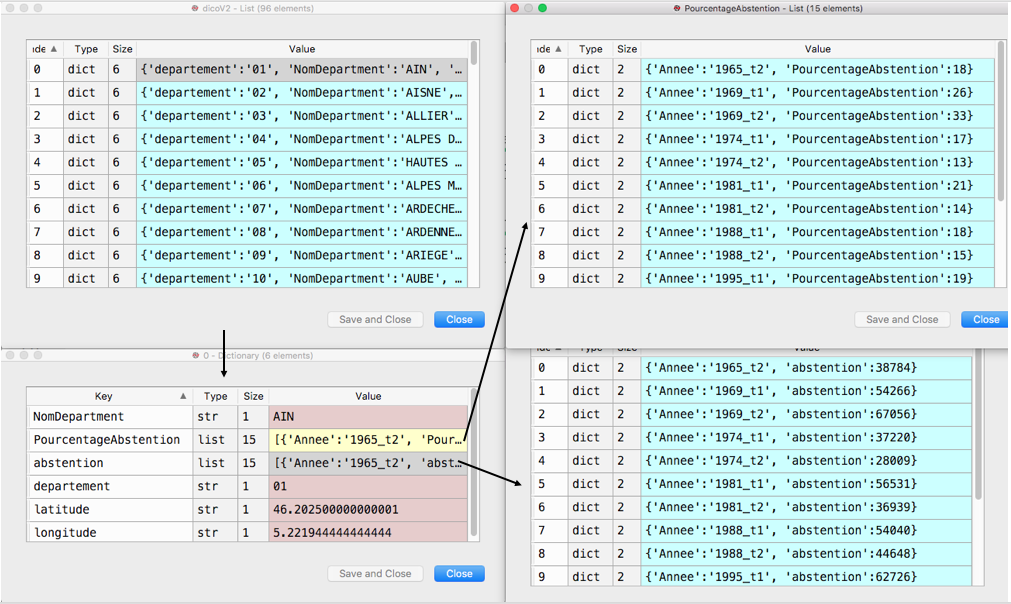 dicoV2 - List (96 elements)
Type Size Value
0 dict 6 {'departement':'01', 'NomDepartment':'AIN', '…
1 dict 6 {'departement':'02', 'NomDepartment':'AISNE',…
2 dict 6 {'departement':'03', 'NomDepartment':'ALLIER'…
3 dict 6 {'departement':'04', 'NomDepartment':'ALPES D…
4 dict 6 {'departement':'05', 'NomDepartment':'HAUTES …
5 dict 6 {'departement':'06', 'NomDepartment':'ALPES M…
6 dict 6 {'departement':'07', 'NomDepartment':'ARDECHE…
7 dict 6 {'departement':'08', 'NomDepartment':'ARDENNE…
8 dict 6 {'departement':'09', 'NomDepartment':'ARIEGE'…
9 dict 6 {'departement':'10', 'NomDepartment':'AUBE', …
Save and Close Close
PourcentageAbstention - List (15 elements)
Type Size Value
0 dict 2 {'Annee':'1965_t2', 'PourcentageAbstention':18}
1 dict 2 {'Annee':'1969_t1', 'PourcentageAbstention':26}
2 dict 2 {'Annee':'1969_t2', 'PourcentageAbstention':33}
3 dict 2 {'Annee':'1974_t1', 'PourcentageAbstention':17}
4 dict 2 {'Annee':'1974_t2', 'PourcentageAbstention':13}
5 dict 2 {'Annee':'1981_t1', 'PourcentageAbstention':21}
6 dict 2 {'Annee':'1981_t2', 'PourcentageAbstention':14}
7 dict 2 {'Annee':'1988_t1', 'PourcentageAbstention':18}
8 dict 2 {'Annee':'1988_t2', 'PourcentageAbstention':15}
9 dict 2 {'Annee':'1995_t1', 'PourcentageAbstention':19}
Save and Close Close
0 - Dictionary (6 elements)
Key Type Size Value
NomDepartment str 1 AIN
PourcentageAbstention list 15 [{'Annee':'1965_t2', 'Pour…
abstention list 15 [{'Annee':'1965_t2', 'abst…
departement str 1 01
latitude str 1 46.202500000000001
longitude str 1 5.221944444444444
Save and Close Close
Type Size Value
0 dict 2 {'Annee':'1965_t2', 'abstention':38784}
1 dict 2 {'Annee':'1969_t1', 'abstention':54266}
2 dict 2 {'Annee':'1969_t2', 'abstention':67056}
3 dict 2 {'Annee':'1974_t1', 'abstention':37220}
4 dict 2 {'Annee':'1974_t2', 'abstention':28009}
5 dict 2 {'Annee':'1981_t1', 'abstention':56531}
6 dict 2 {'Annee':'1981_t2', 'abstention':36939}
7 dict 2 {'Annee':'1988_t1', 'abstention':54040}
8 dict 2 {'Annee':'1988_t2', 'abstention':44648}
9 dict 2 {'Annee':'1995_t1', 'abstention':62726}